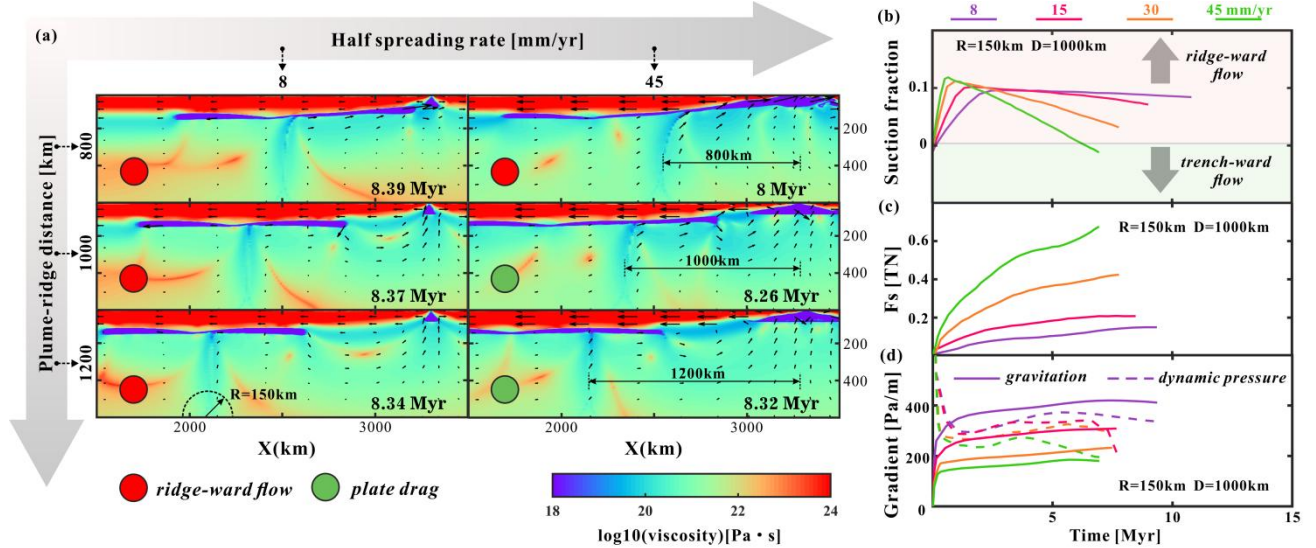 (a)
Half spreading rate [mm/yr]
8
45
Plume-ridge distance [km]
800
1000
1200
8.39 Myr
800km
8 Myr
200
400
8.37 Myr
1000km
8.26 Myr
200
400
R=150km
8.34 Myr
1200km
8.32 Myr
200
400
2000
3000
2000
3000
X(km)
X(km)
ridge-ward flow
plate drag
18
20
22
24
log10(viscosity)[Pa·s]
(b)
8
15
30
45 mm/yr
R=150km D=1000km
ridge-ward
flow
trench-ward
flow
Suction fraction
0.1
0
(c)
R=150km D=1000km
Fs [TN]
0.6
0.4
0.2
(d)
gravitation
dynamic pressure
Gradient [Pa/m]
400
200
0
R=150km D=1000km
0
5
10
15
Time [Myr]